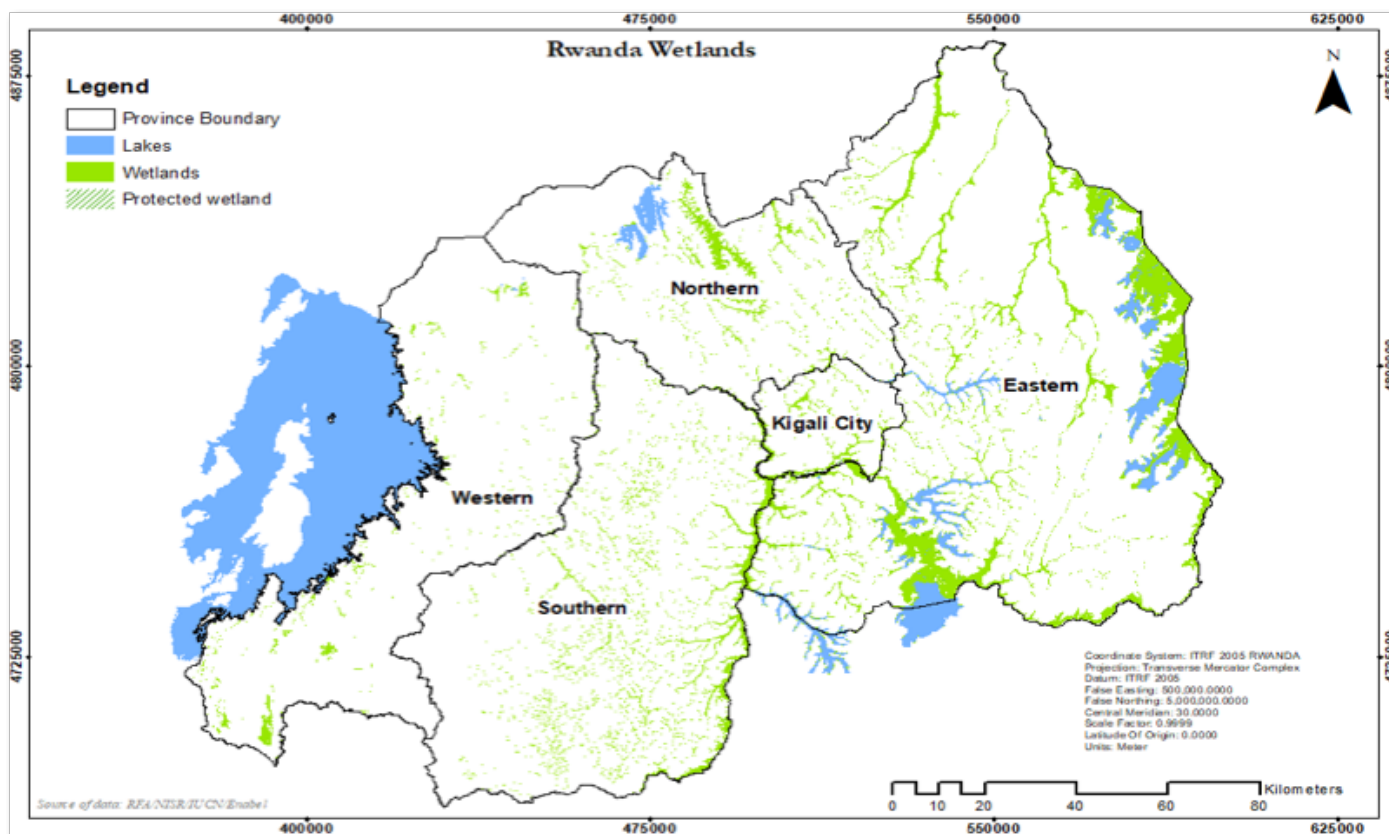 400000
475000
550000
625000
Rwanda Wetlands
N
4875000
4875000
Legend
Province Boundary
Lakes
Wetlands
Protected wetland
Northern
4800000
4800000
Eastern
Kigali City
Western
Southern
4725000
4725000
Coordinate System: ITRF 2005 RWANDA
Projection: Transverse Mercator Complex
Datum: ITRF 2005
False Easting: 500,000.0000
False Northing: 5,000,000.0000
Central Meridian: 30.0000
Scale Factor: 0.9999
Latitude Of Origin: 0.0000
Units: Meter
Kilometers
0 10 20 40 60 80
Source of data: RFA/NISR/IUCN/Enabel
400000
475000
550000
625000